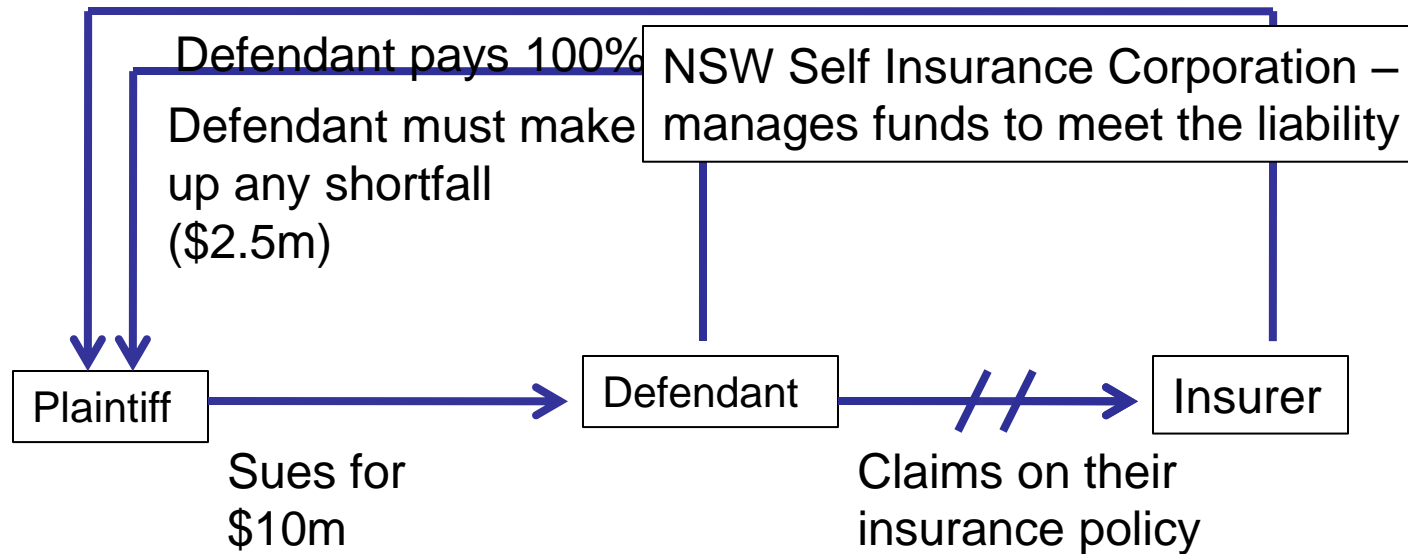 Defendant pays 100%
NSW Self Insurance Corporation –
manages funds to meet the liability
Defendant must make
up any shortfall
($2.5m)
Plaintiff
Defendant
Insurer
Sues for
$10m
Claims on their
insurance policy